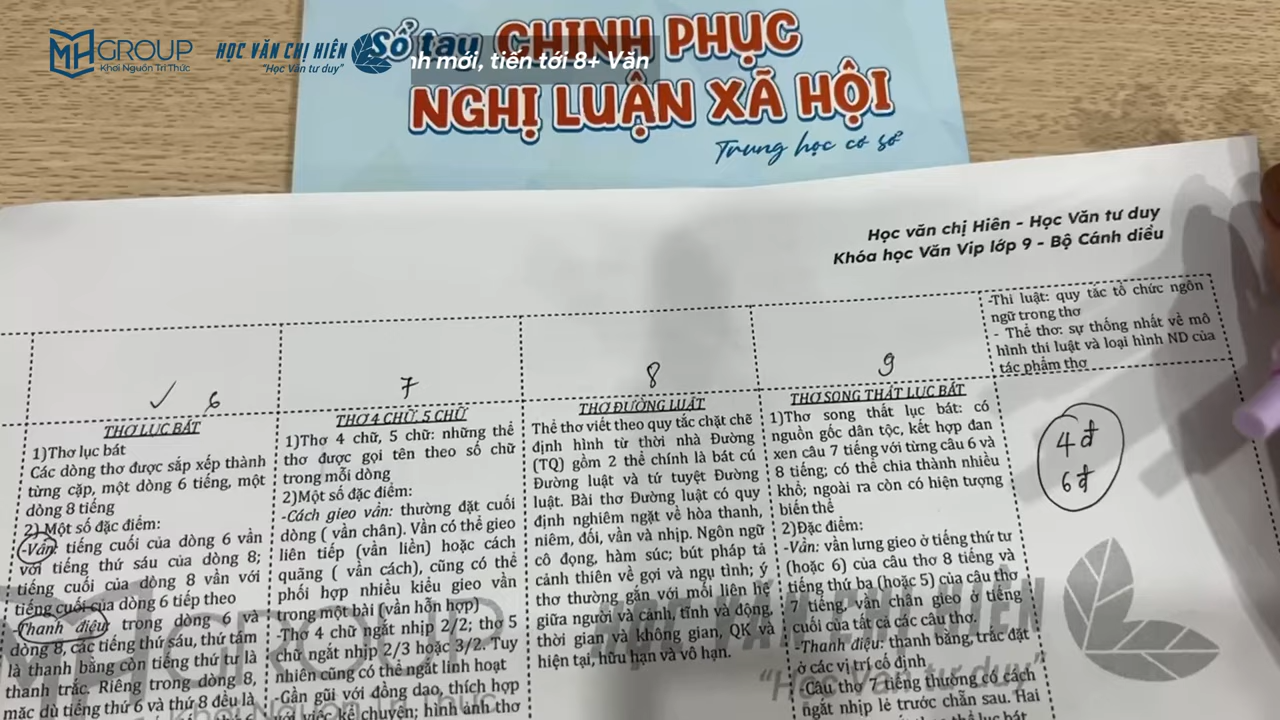 MH GROUP
Khơi Nguồn Tri Thức
HỌC VĂN CHỊ HIÊN
"Học Văn tư duy"
Sổ tay CHINH PHỤC
nh mới, tiến tới 8+ Văn
NGHỊ LUẬN XÃ HỘI
Trung học cơ sở
Học văn chị Hiên - Học Văn tư duy
Khóa học Văn Vip lớp 9 - Bộ Cánh diều
-Thi luật: quy tắc tổ chức ngôn
ngữ trong thơ
- Thể thơ: sự thống nhất về mô
hình thi luật và loại hình ND của
tác phẩm thơ
✓ 6
THƠ LỤC BÁT
1)Thơ lục bát
Các dòng thơ được sắp xếp thành
từng cặp, một dòng 6 tiếng, một
dòng 8 tiếng
2) Một số đặc điểm:
-Vần: tiếng cuối của dòng 6 vần
với tiếng thứ sáu của dòng 8;
tiếng cuối của dòng 8 vần với
tiếng cuối của dòng 6 tiếp theo
-Thanh điệu: trong dòng 6 và
dòng 8, các tiếng thứ sáu, thứ tám
là thanh bằng còn tiếng thứ tư là
thanh trắc. Riêng trong dòng 8,
mặc dù tiếng thứ 6 và thứ 8 đều là
7
THƠ 4 CHỮ, 5 CHỮ
1)Thơ 4 chữ, 5 chữ: những thể
thơ được gọi tên theo số chữ
trong mỗi dòng
2)Một số đặc điểm:
-Cách gieo vần: thường đặt cuối
dòng ( vần chân). Vần có thể gieo
liên tiếp (vần liền) hoặc cách
quãng ( vần cách), cũng có thể
phối hợp nhiều kiểu gieo vần
trong một bài (vần hỗn hợp)
-Thơ 4 chữ ngắt nhịp 2/2; thơ 5
chữ ngắt nhịp 2/3 hoặc 3/2. Tuy
nhiên cũng có thể ngắt linh hoạt
-Gần gũi với đồng dao, thích hợp
với việc kể chuyện; hình ảnh thơ
8
THƠ ĐƯỜNG LUẬT
Thể thơ viết theo quy tắc chặt chẽ
định hình từ thời nhà Đường
(TQ) gồm 2 thể chính là bát cú
Đường luật và tứ tuyệt Đường
luật. Bài thơ Đường luật có quy
định nghiêm ngặt về hòa thanh,
niêm, đối, vần và nhịp. Ngôn ngữ
cô đọng, hàm súc; bút pháp tả
cảnh thiên về gợi và ngụ tình; ý
thơ thường gắn với mối liên hệ
giữa người và cảnh, tĩnh và động,
thời gian và không gian, QK và
hiện tại, hữu hạn và vô hạn.
9
THƠ SONG THẤT LỤC BÁT
1)Thơ song thất lục bát: có
nguồn gốc dân tộc, kết hợp đan
xen câu 7 tiếng với từng câu 6 và
8 tiếng; có thể chia thành nhiều
khổ; ngoài ra còn có hiện tượng
biến thể
2)Đặc điểm:
-Vần: vần lưng gieo ở tiếng thứ tư
(hoặc 6) của câu thơ 8 tiếng và
tiếng thứ ba (hoặc 5) của câu thơ
7 tiếng, vần chân gieo ở tiếng
cuối của tất cả các câu thơ.
-Thanh điệu: thanh bằng, trắc đặt
ở các vị trí cố định
-Câu thơ 7 tiếng thường có cách
ngắt nhịp lẻ trước chẵn sau. Hai
4đ
6đ
MH GROUP
Khơi Nguồn Tri Thức
HỌC VĂN CHỊ HIÊN
"Học Văn tư duy"